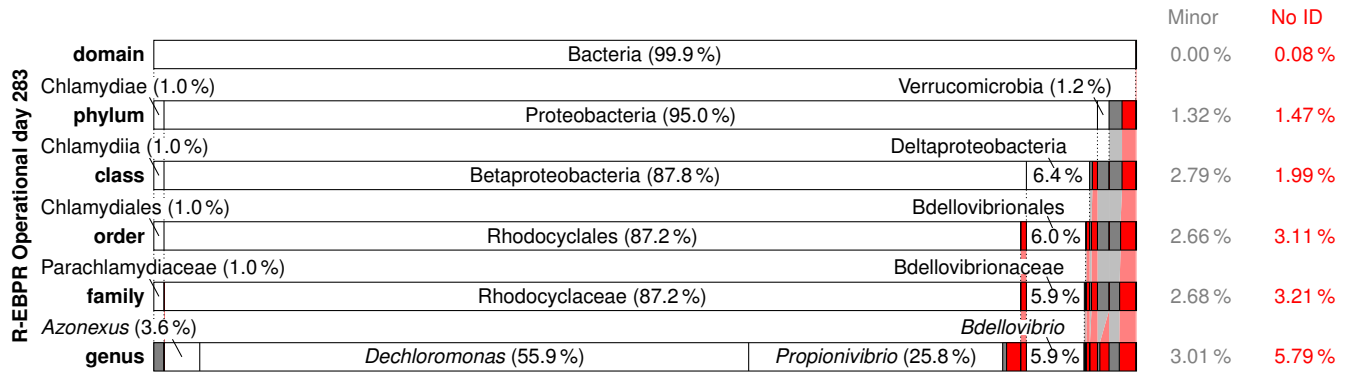 Minor No ID
R-EBPR Operational day 283
domain Bacteria (99.9 %) 0.00 % 0.08 %
Chlamydiae (1.0 %) Verrucomicrobia (1.2 %)
phylum Proteobacteria (95.0 %) 1.32 % 1.47 %
Chlamydiia (1.0 %) Deltaproteobacteria
class Betaproteobacteria (87.8 %) 6.4 % 2.79 % 1.99 %
Chlamydiales (1.0 %) Bdellovibrionales
order Rhodocyclales (87.2 %) 6.0 % 2.66 % 3.11 %
Parachlamydiaceae (1.0 %) Bdellovibrionaceae
family Rhodocyclaceae (87.2 %) 5.9 % 2.68 % 3.21 %
Azonexus (3.6 %) Bdellovibrio
genus Dechloromonas (55.9 %) Propionivibrio (25.8 %) 5.9 % 3.01 % 5.79 %